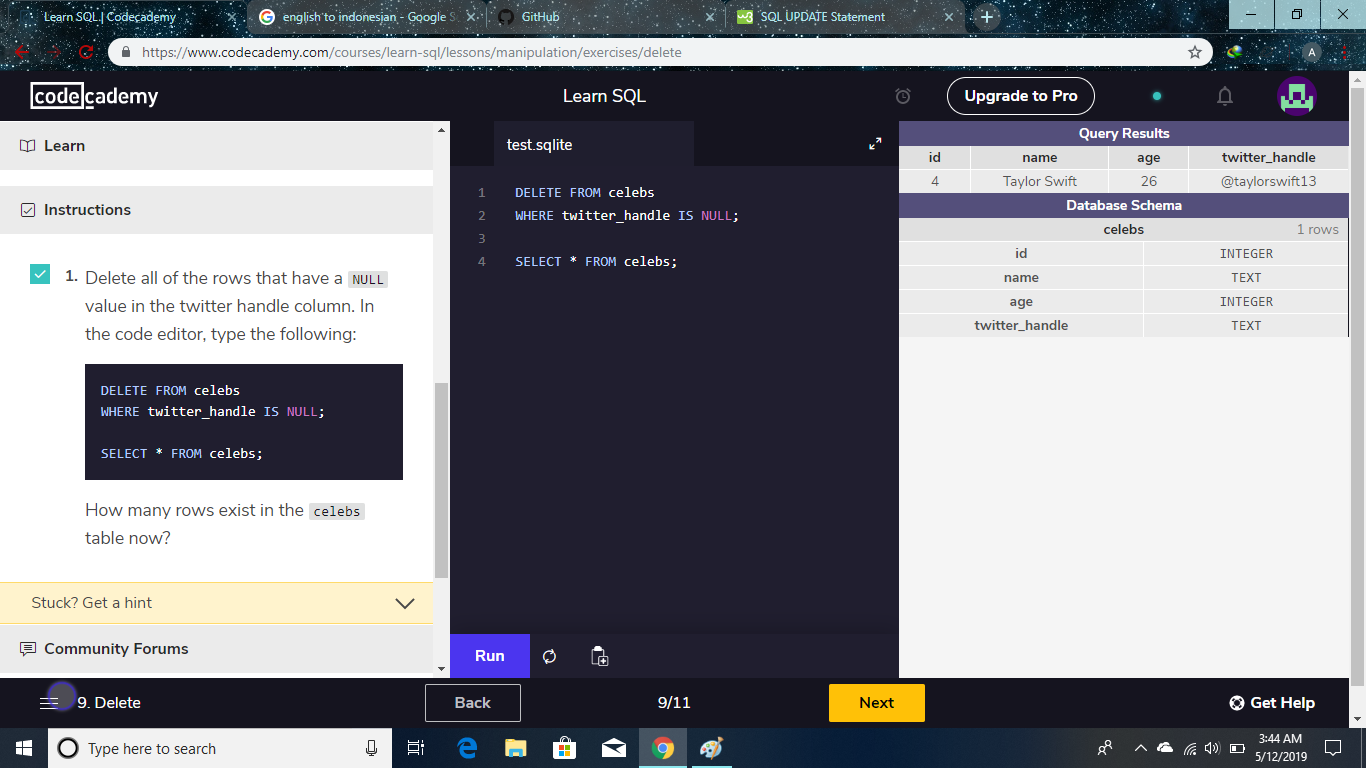 Learn SQL | Codecademy
english to indonesian - Google S
GitHub
SQL UPDATE Statement
https://www.codecademy.com/courses/learn-sql/lessons/manipulation/exercises/delete
A
codecademy
Learn SQL
Upgrade to Pro
Learn
Instructions
1. Delete all of the rows that have a NULL
value in the twitter handle column. In
the code editor, type the following:
DELETE FROM celebs
WHERE twitter_handle IS NULL;
SELECT * FROM celebs;
How many rows exist in the celebs
table now?
Stuck? Get a hint
Community Forums
test.sqlite
1 DELETE FROM celebs
2 WHERE twitter_handle IS NULL;
3
4 SELECT * FROM celebs;
Run
Query Results
id name age twitter_handle
4 Taylor Swift 26 @taylorswift13
Database Schema
celebs 1 rows
id INTEGER
name TEXT
age INTEGER
twitter_handle TEXT
9. Delete
Back
9/11
Next
Get Help
Type here to search
3:44 AM
5/12/2019